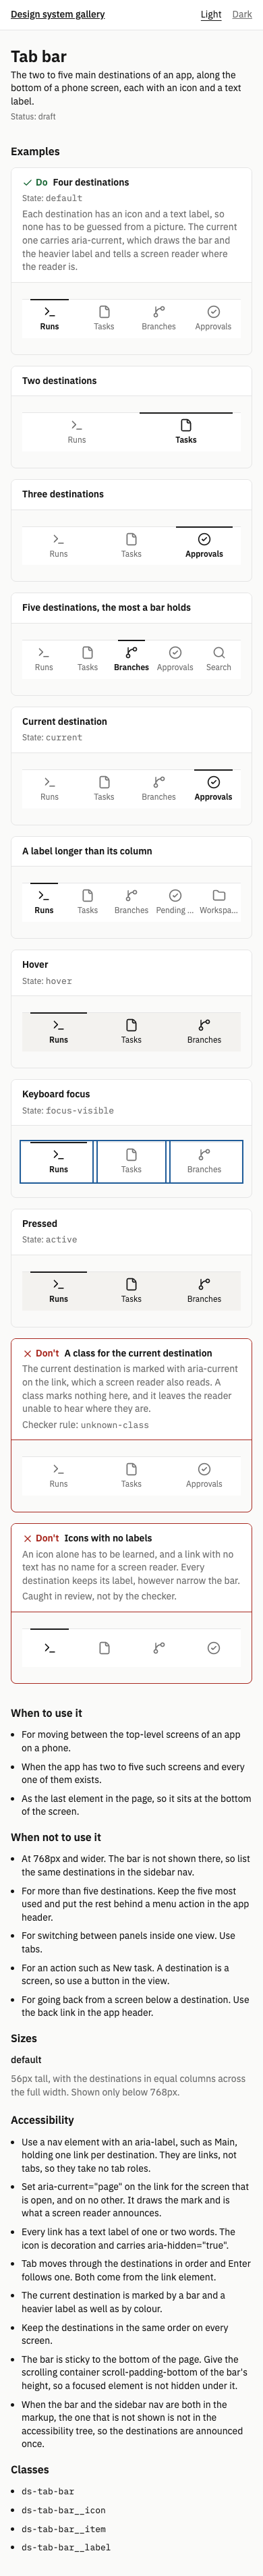 Design system gallery Light Dark
Tab bar
The two to five main destinations of an app, along the
bottom of a phone screen, each with an icon and a text
label.
Status: draft
Examples
Do Four destinations
State: default
Each destination has an icon and a text label, so
none has to be guessed from a picture. The current
one carries aria-current, which draws the bar and
the heavier label and tells a screen reader where
the reader is.
Runs Tasks Branches Approvals
Two destinations
Runs Tasks
Three destinations
Runs Tasks Approvals
Five destinations, the most a bar holds
Runs Tasks Branches Approvals Search
Current destination
State: current
Runs Tasks Branches Approvals
A label longer than its column
Runs Tasks Branches Pending ... Workspa...
Hover
State: hover
Runs Tasks Branches
Keyboard focus
State: focus-visible
Runs Tasks Branches
Pressed
State: active
Runs Tasks Branches
Don't A class for the current destination
The current destination is marked with aria-current
on the link, which a screen reader also reads. A
class marks nothing here, and it leaves the reader
unable to hear where they are.
Checker rule: unknown-class
Runs Tasks Approvals
Don't Icons with no labels
An icon alone has to be learned, and a link with no
text has no name for a screen reader. Every
destination keeps its label, however narrow the bar.
Caught in review, not by the checker.
When to use it
• For moving between the top-level screens of an app
on a phone.
• When the app has two to five such screens and every
one of them exists.
• As the last element in the page, so it sits at the bottom
of the screen.
When not to use it
• At 768px and wider. The bar is not shown there, so list
the same destinations in the sidebar nav.
• For more than five destinations. Keep the five most
used and put the rest behind a menu action in the app
header.
• For switching between panels inside one view. Use
tabs.
• For an action such as New task. A destination is a
screen, so use a button in the view.
• For going back from a screen below a destination. Use
the back link in the app header.
Sizes
default
56px tall, with the destinations in equal columns across
the full width. Shown only below 768px.
Accessibility
• Use a nav element with an aria-label, such as Main,
holding one link per destination. They are links, not
tabs, so they take no tab roles.
• Set aria-current="page" on the link for the screen that
is open, and on no other. It draws the mark and is
what a screen reader announces.
• Every link has a text label of one or two words. The
icon is decoration and carries aria-hidden="true".
• Tab moves through the destinations in order and Enter
follows one. Both come from the link element.
• The current destination is marked by a bar and a
heavier label as well as by colour.
• Keep the destinations in the same order on every
screen.
• The bar is sticky to the bottom of the page. Give the
scrolling container scroll-padding-bottom of the bar's
height, so a focused element is not hidden under it.
• When the bar and the sidebar nav are both in the
markup, the one that is not shown is not in the
accessibility tree, so the destinations are announced
once.
Classes
• ds-tab-bar
• ds-tab-bar__icon
• ds-tab-bar__item
• ds-tab-bar__label